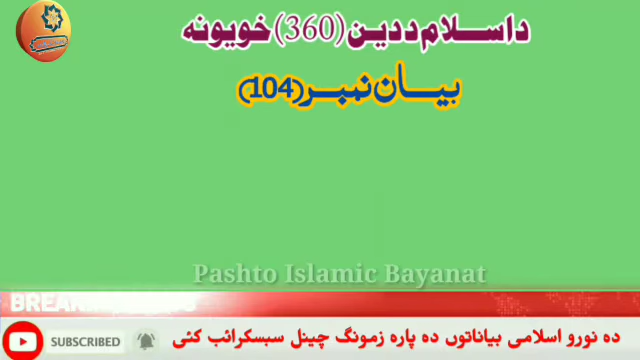 داسلام ددین (360) خویونه
بیان نمبر (104)
Pashto Islamic Bayanat
ده نورو اسلامی بیاناتوں ده پاره زمونگ چینل سبسکرائب کئی
SUBSCRIBED